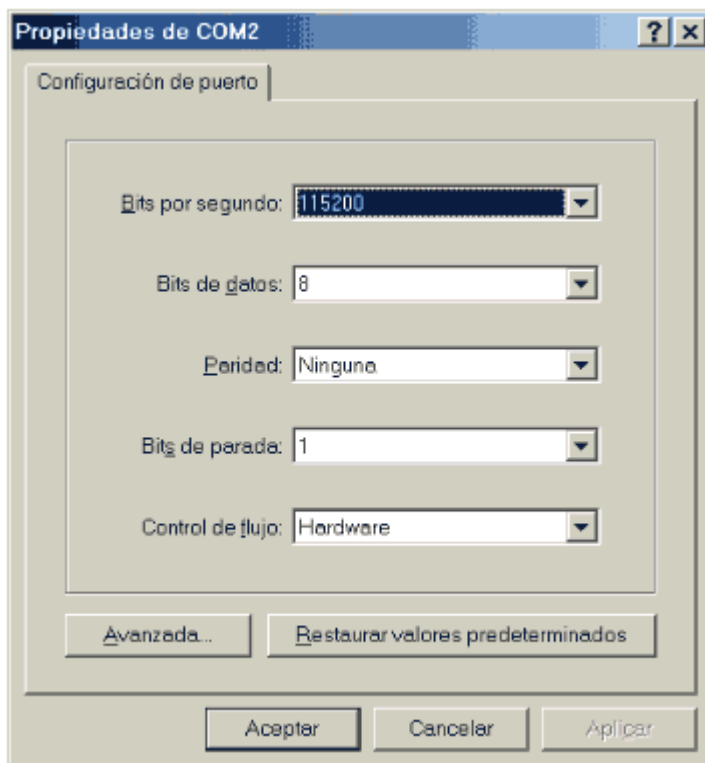 Propiedades de COM2
Configuración de puerto
Bits por segundo: 115200
Bits de datos: 8
Paridad: Ninguna
Bits de parada: 1
Control de flujo: Hardware
Avanzada... Restaurar valores predeterminados
Aceptar Cancelar Aplicar